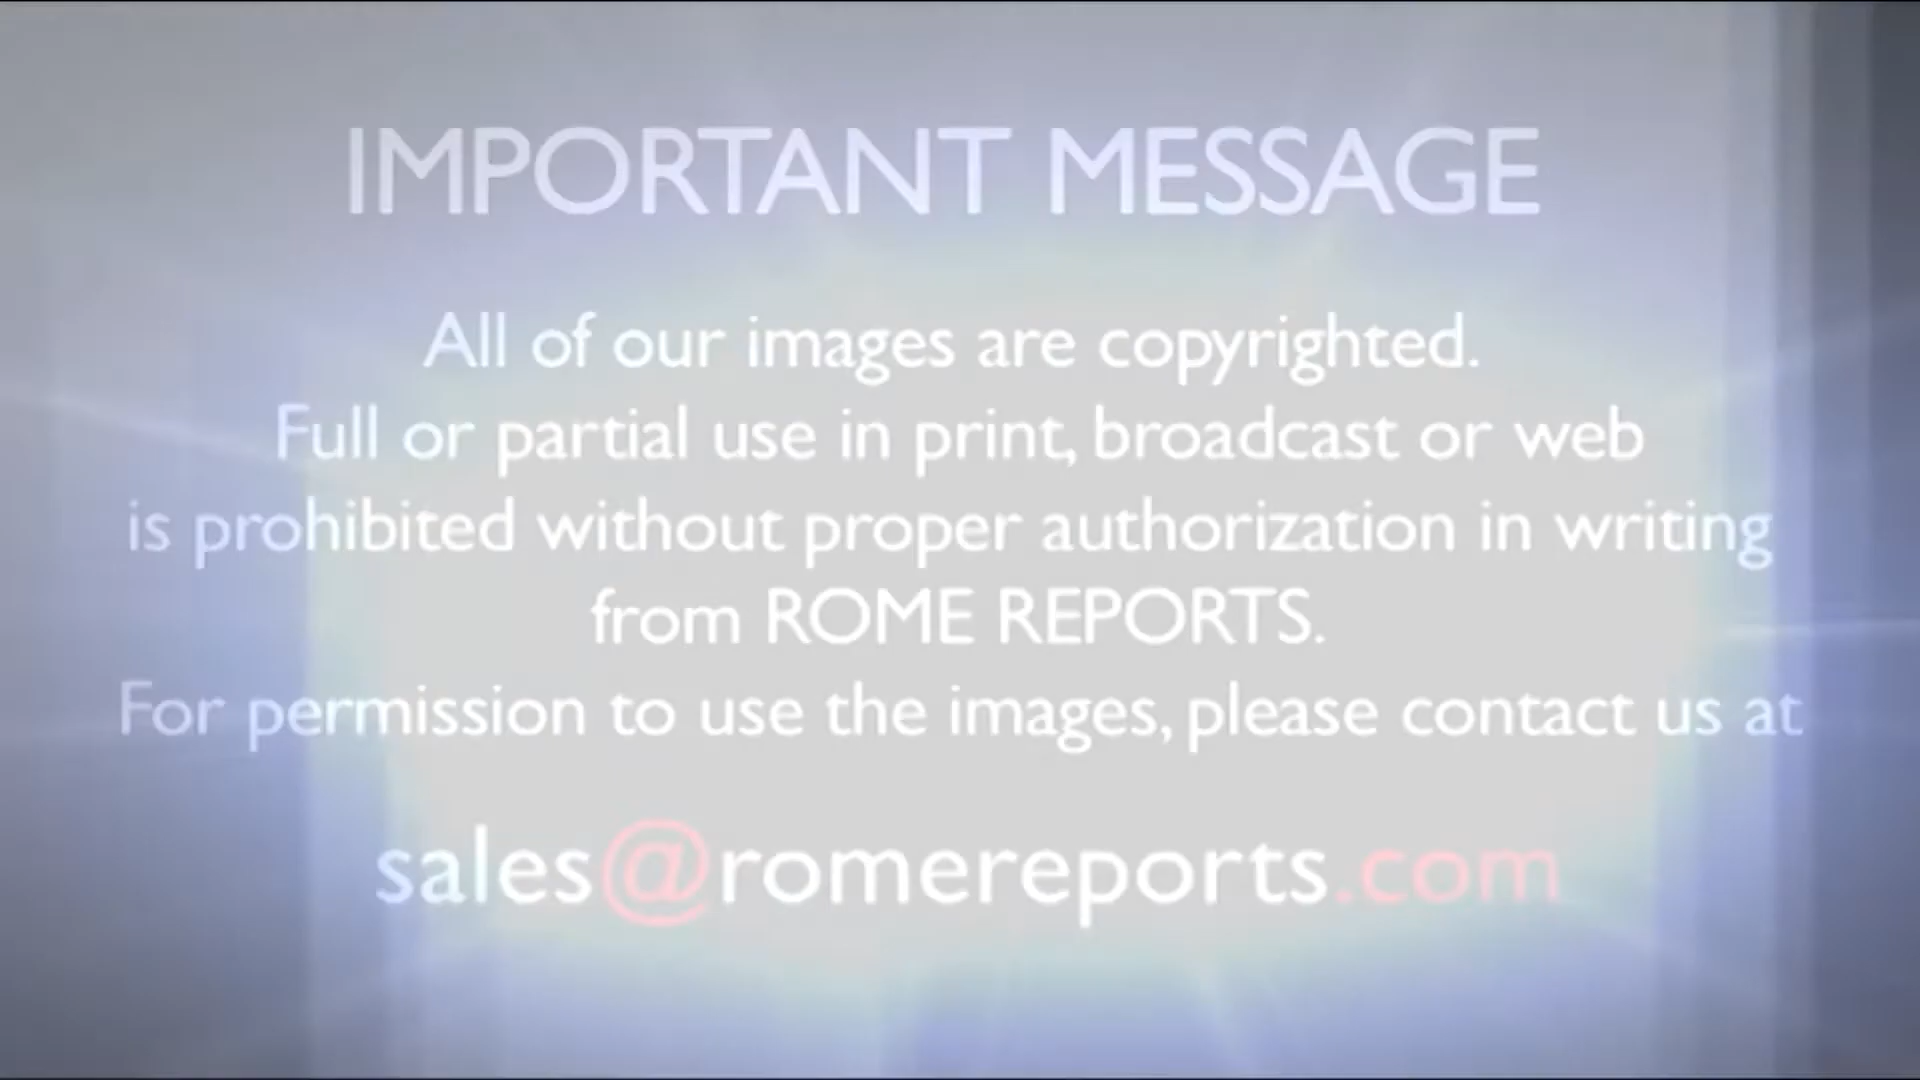 IMPORTANT MESSAGE
All of our images are copyrighted.
Full or partial use in print, broadcast or web
is prohibited without proper authorization in writing
from ROME REPORTS.
For permission to use the images, please contact us at
sales@romereports.com